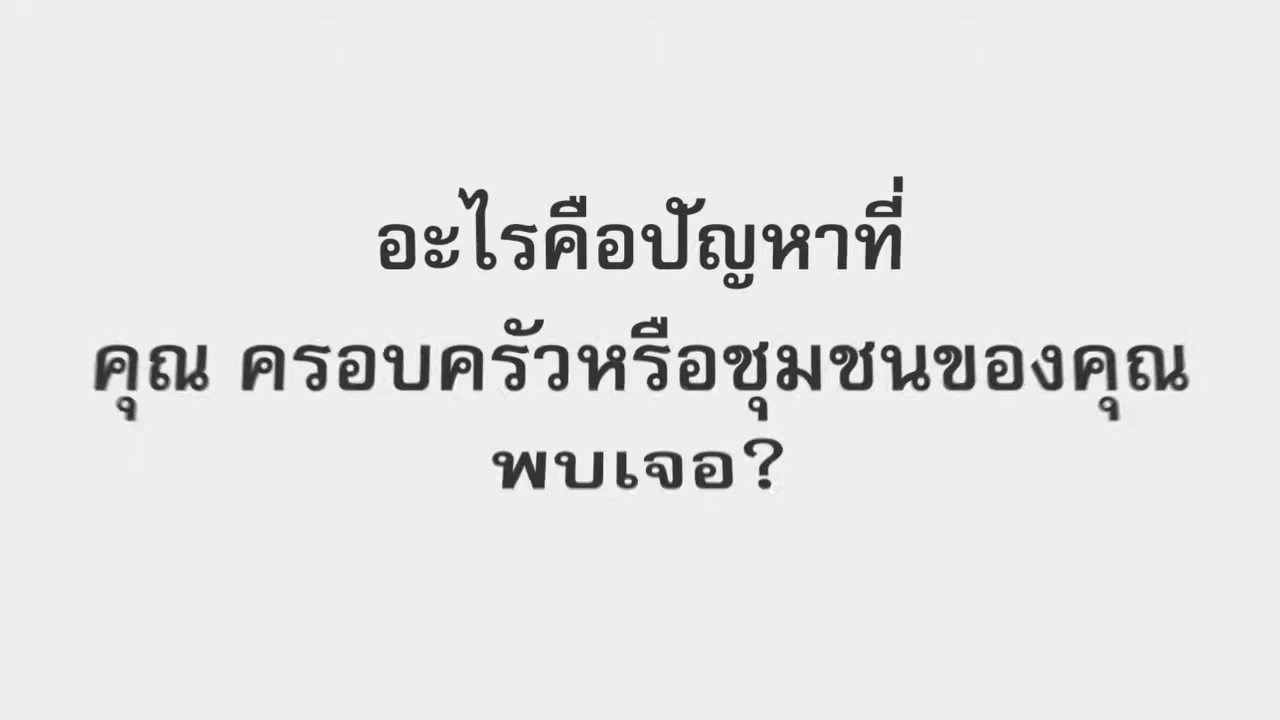 อะไรคือปัญหาที่
คุณ ครอบครัวหรือชุมชนของคุณ
พบเจอ?